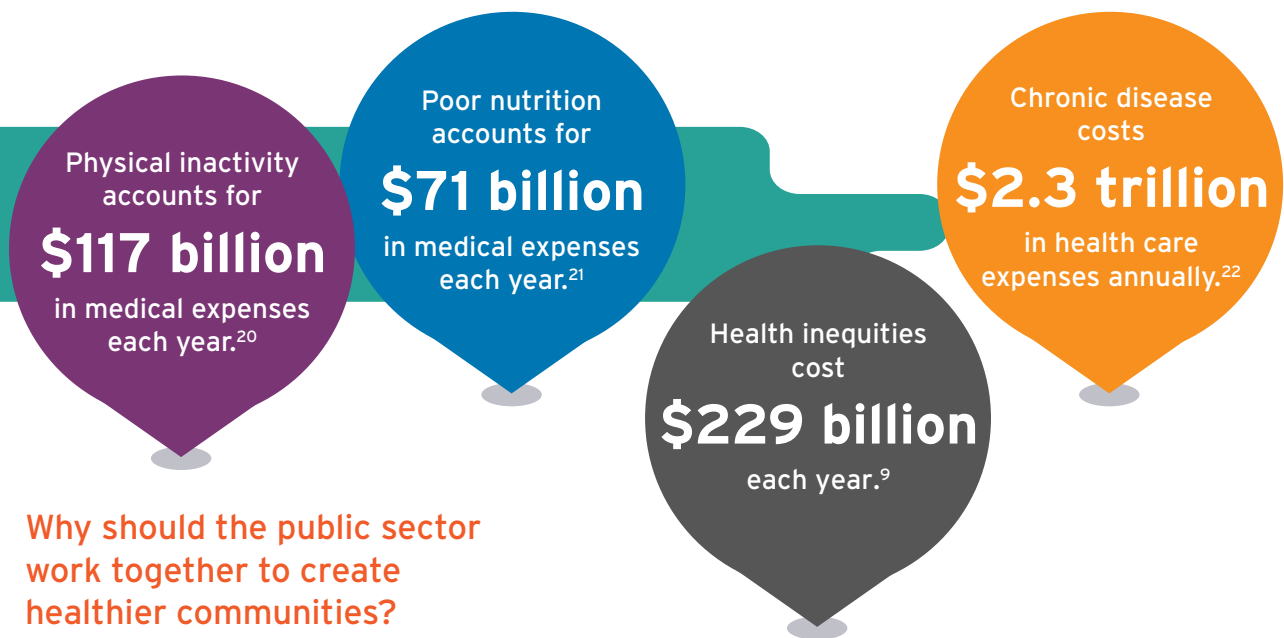 Physical inactivity
accounts for
$117 billion
in medical expenses
each year.20
Poor nutrition
accounts for
$71 billion
in medical expenses
each year.21
Health inequities
cost
$229 billion
each year.9
Chronic disease
costs
$2.3 trillion
in health care
expenses annually.22
Why should the public sector
work together to create
healthier communities?